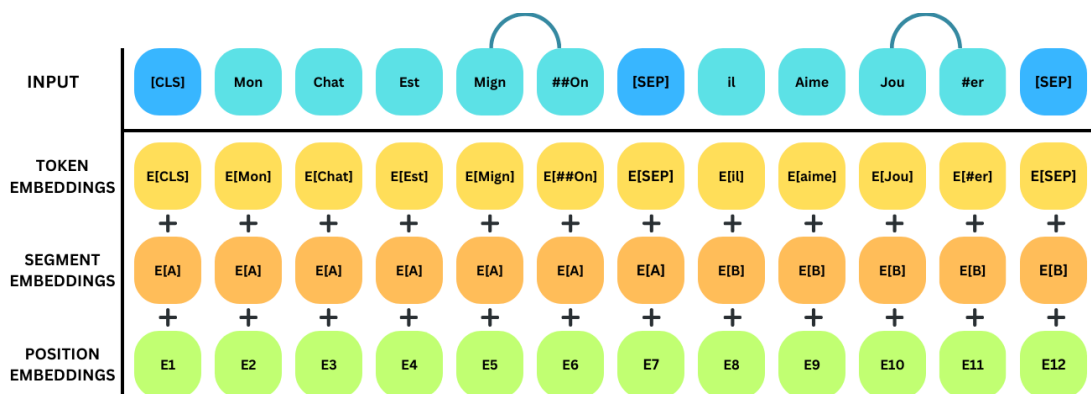 INPUT [CLS] Mon Chat Est Mign ##On [SEP] il Aime Jou #er [SEP]
TOKEN EMBEDDINGS E[CLS] E[Mon] E[Chat] E[Est] E[Mign] E[##On] E[SEP] E[il] E[aime] E[Jou] E[#er] E[SEP]
+ + + + + + + + + + + +
SEGMENT EMBEDDINGS E[A] E[A] E[A] E[A] E[A] E[A] E[A] E[B] E[B] E[B] E[B] E[B]
+ + + + + + + + + + + +
POSITION EMBEDDINGS E1 E2 E3 E4 E5 E6 E7 E8 E9 E10 E11 E12